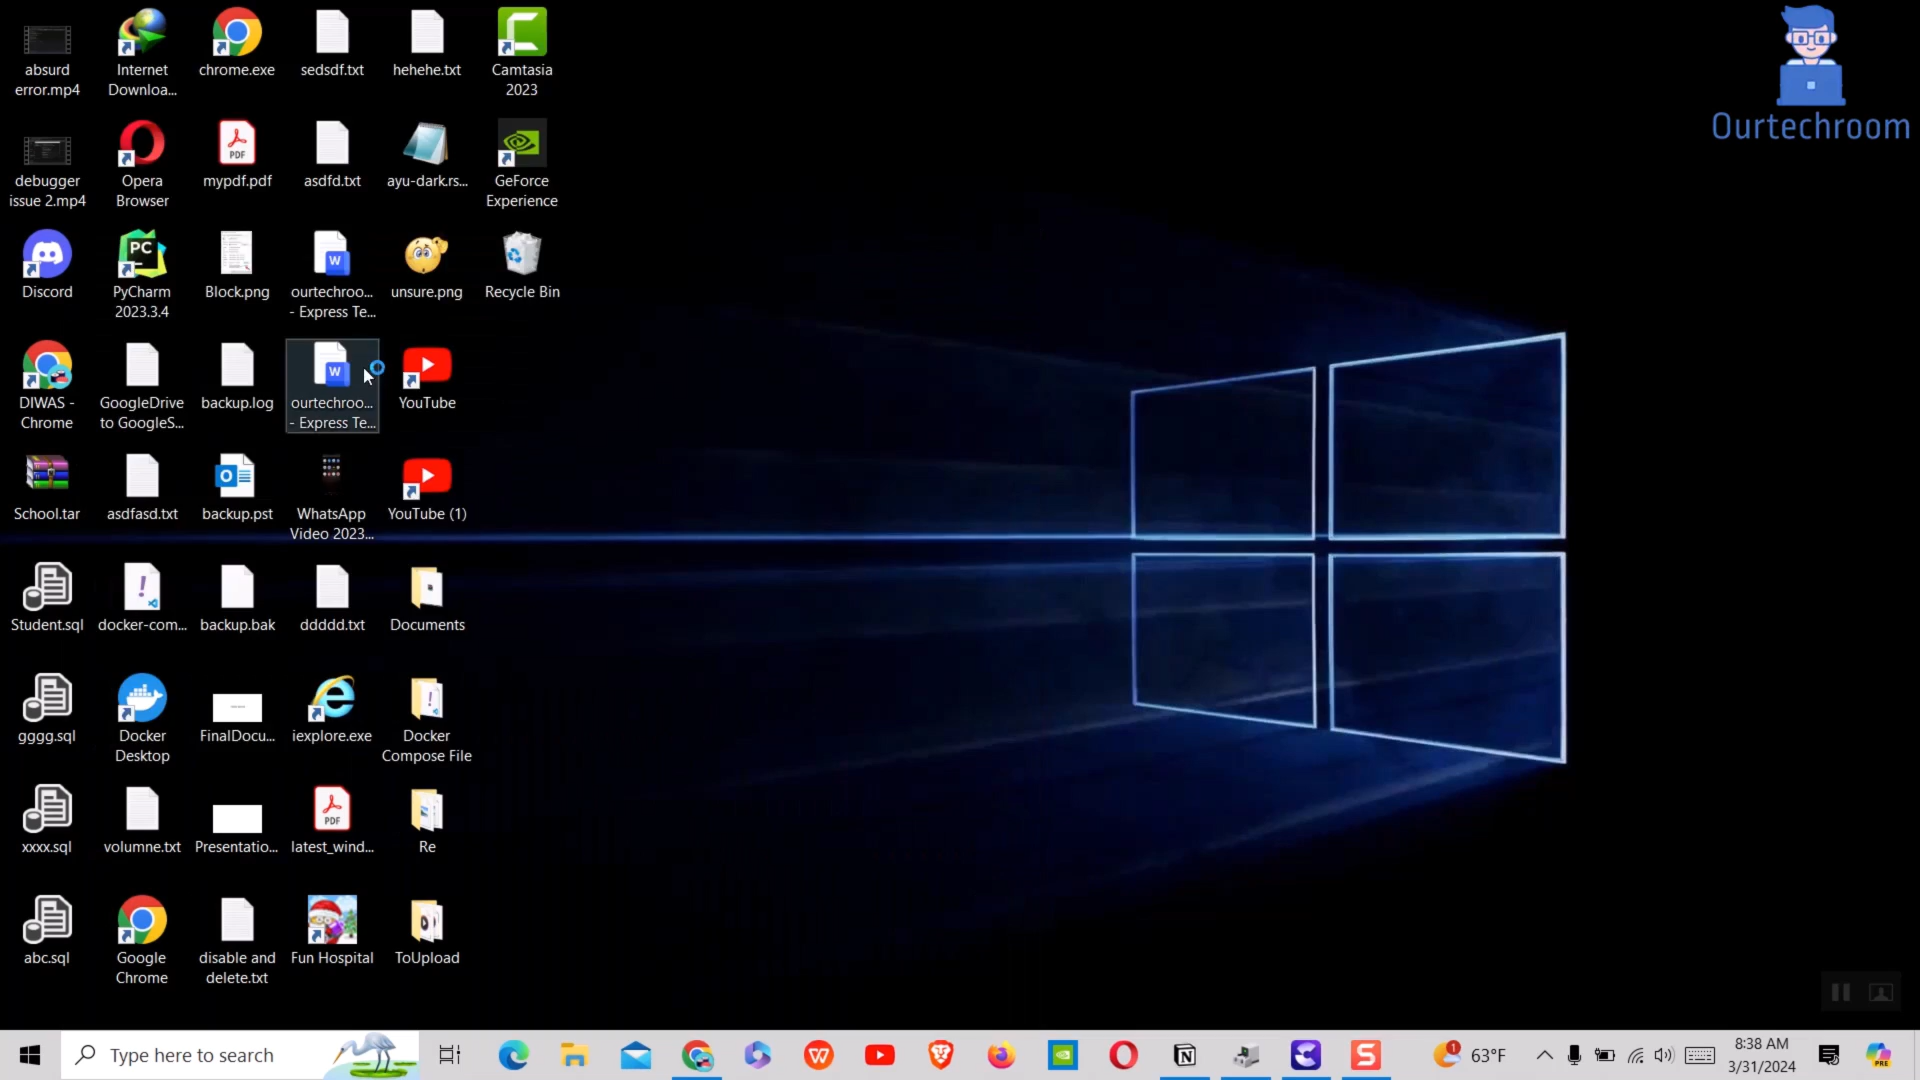 absurd
error.mp4
Internet
Downloa...
chrome.exe
sedsdf.txt
hehehe.txt
Camtasia
2023
Ourtechroom
debugger
issue 2.mp4
Opera
Browser
PDF
mypdf.pdf
asdfd.txt
ayu-dark.rs...
GeForce
Experience
Discord
PC
PyCharm
2023.3.4
Block.png
W
ourtechroo...
- Express Te...
unsure.png
Recycle Bin
DIWAS -
Chrome
GoogleDrive
to GoogleS...
backup.log
W
ourtechroo...
- Express Te...
YouTube
School.tar
asdfasd.txt
backup.pst
WhatsApp
Video 2023...
YouTube (1)
Student.sql
docker-com...
backup.bak
ddddd.txt
Documents
gggg.sql
Docker
Desktop
FinalDocu...
iexplore.exe
Docker
Compose File
xxxx.sql
volumne.txt
Presentatio...
PDF
latest_wind...
Re
abc.sql
Google
Chrome
disable and
delete.txt
Fun Hospital
ToUpload
Type here to search
1
63°F
8:38 AM
3/31/2024
PRE